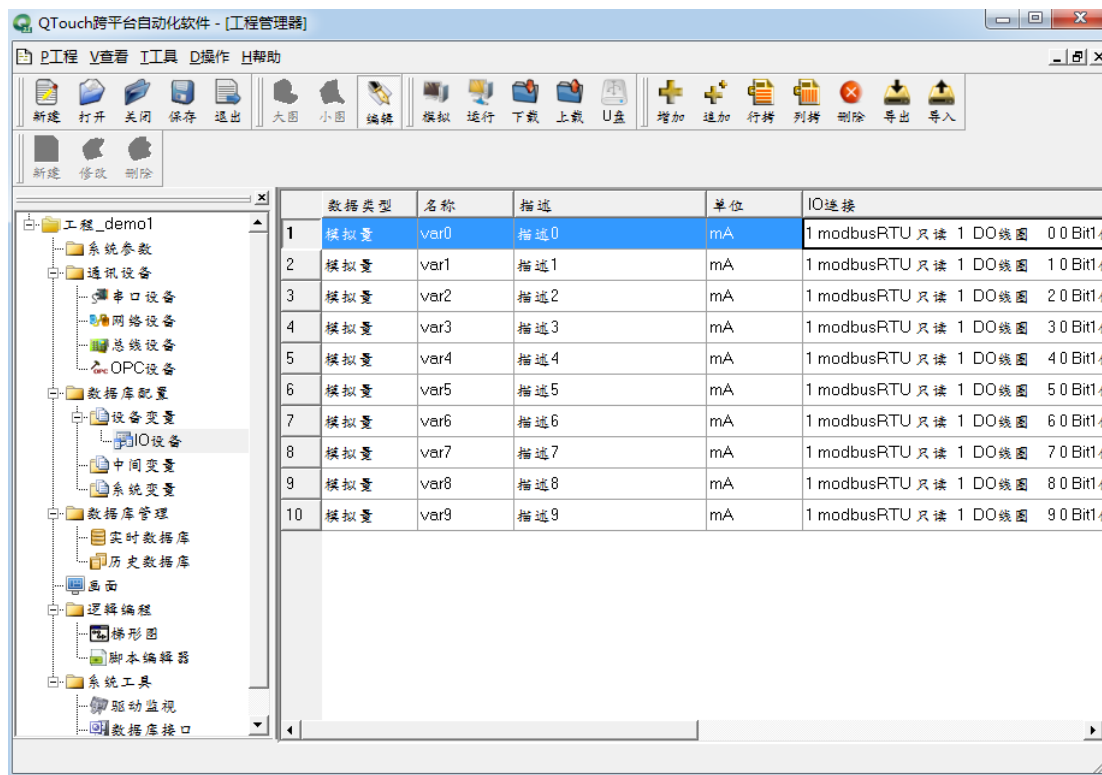 QTouch跨平台自动化软件 - [工程管理器]
P工程 V查看 T工具 D操作 H帮助
新建 打开 关闭 保存 退出 大图 小图 编辑 模拟 运行 下载 上载 U盘 增加 追加 行拷 列拷 删除 导出 导入
新建 修改 删除
工程_demo1
系统参数
通讯设备
串口设备
网络设备
总线设备
OPC设备
数据库配置
设备变量
IO设备
中间变量
系统变量
数据库管理
实时数据库
历史数据库
画面
逻辑编程
梯形图
脚本编辑器
系统工具
驱动监视
数据库接口
数据类型 名称 描述 单位 IO连接
1 模拟量 var0 描述0 mA 1 modbusRTU 只读 1 DO线圈 0 0 Bit1
2 模拟量 var1 描述1 mA 1 modbusRTU 只读 1 DO线圈 1 0 Bit1
3 模拟量 var2 描述2 mA 1 modbusRTU 只读 1 DO线圈 2 0 Bit1
4 模拟量 var3 描述3 mA 1 modbusRTU 只读 1 DO线圈 3 0 Bit1
5 模拟量 var4 描述4 mA 1 modbusRTU 只读 1 DO线圈 4 0 Bit1
6 模拟量 var5 描述5 mA 1 modbusRTU 只读 1 DO线圈 5 0 Bit1
7 模拟量 var6 描述6 mA 1 modbusRTU 只读 1 DO线圈 6 0 Bit1
8 模拟量 var7 描述7 mA 1 modbusRTU 只读 1 DO线圈 7 0 Bit1
9 模拟量 var8 描述8 mA 1 modbusRTU 只读 1 DO线圈 8 0 Bit1
10 模拟量 var9 描述9 mA 1 modbusRTU 只读 1 DO线圈 9 0 Bit1